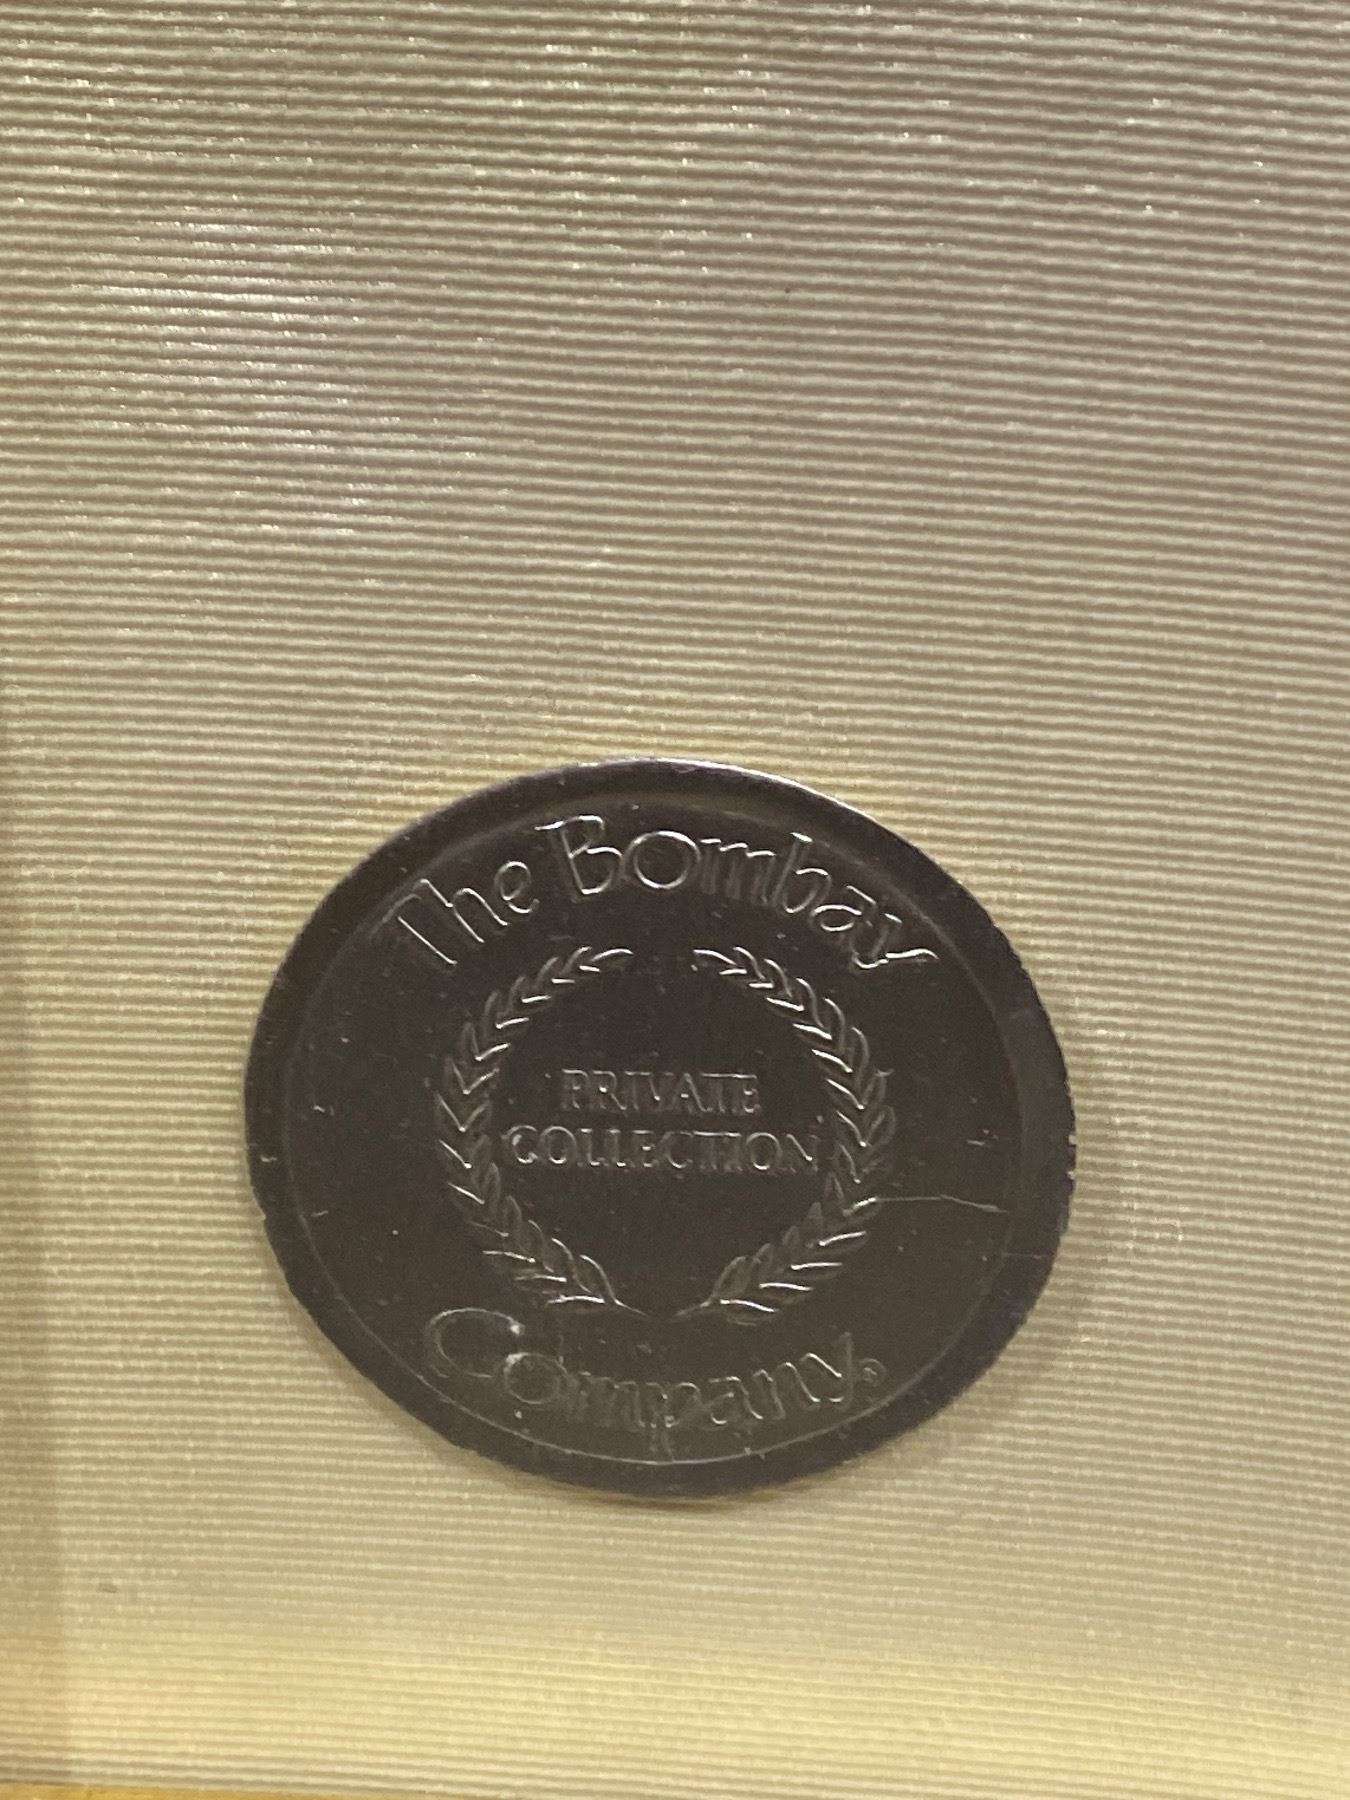 The Bombay
PRIVATE
COLLECTION
Company®